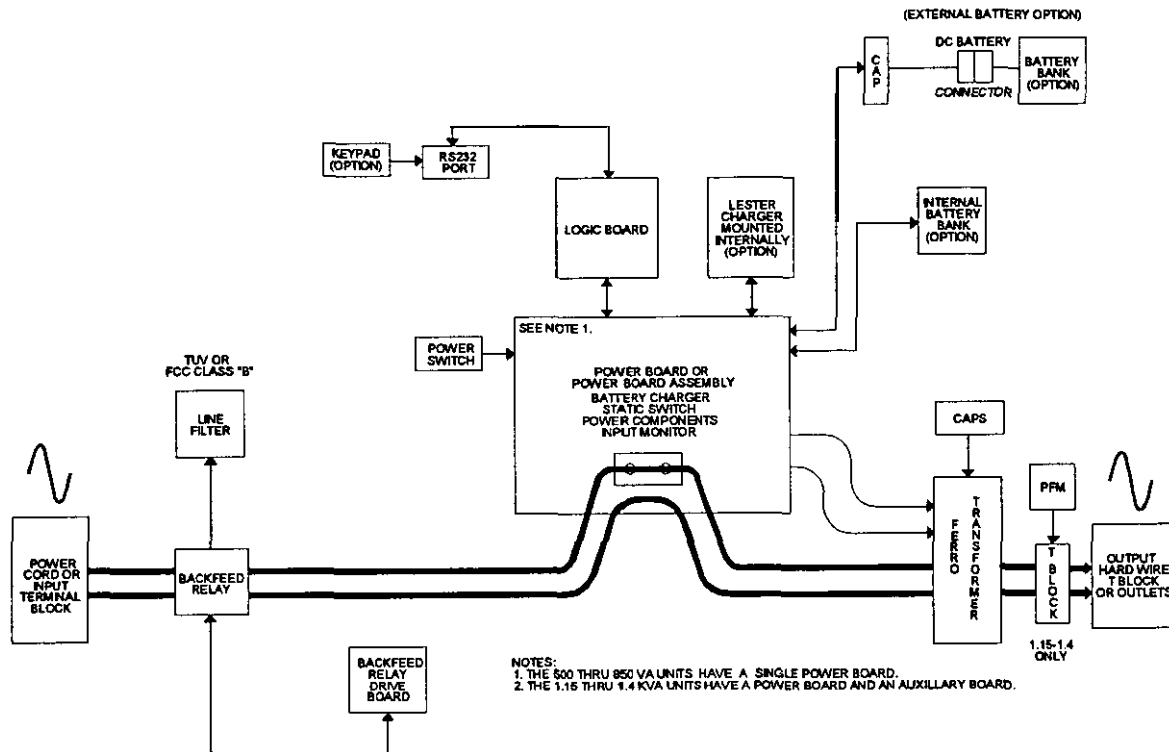 (EXTERNAL BATTERY OPTION)
DC BATTERY
CAP
CONNECTOR
BATTERY
BANK
(OPTION)
KEYPAD
(OPTION)
RS232
PORT
LOGIC BOARD
LESTER
CHARGER
MOUNTED
INTERNALLY
(OPTION)
INTERNAL
BATTERY
BANK
(OPTION)
SEE NOTE 1.
POWER
SWITCH
POWER BOARD OR
POWER BOARD ASSEMBLY
BATTERY CHARGER
STATIC SWITCH
POWER COMPONENTS
INPUT MONITOR
TUV OR
FCC CLASS "B"
LINE
FILTER
CAPS
PFM
POWER
CORD OR
INPUT
TERMINAL
BLOCK
BACKFEED
RELAY
FERRO
TRANSFORMER
T BLOCK
OUTPUT
HARD WIRE
T BLOCK
OR OUTLETS
1.15-1.4
ONLY
BACKFEED
RELAY
DRIVE
BOARD
NOTES:
1. THE 500 THRU 850 VA UNITS HAVE A SINGLE POWER BOARD.
2. THE 1.15 THRU 1.4 KVA UNITS HAVE A POWER BOARD AND AN AUXILLARY BOARD.